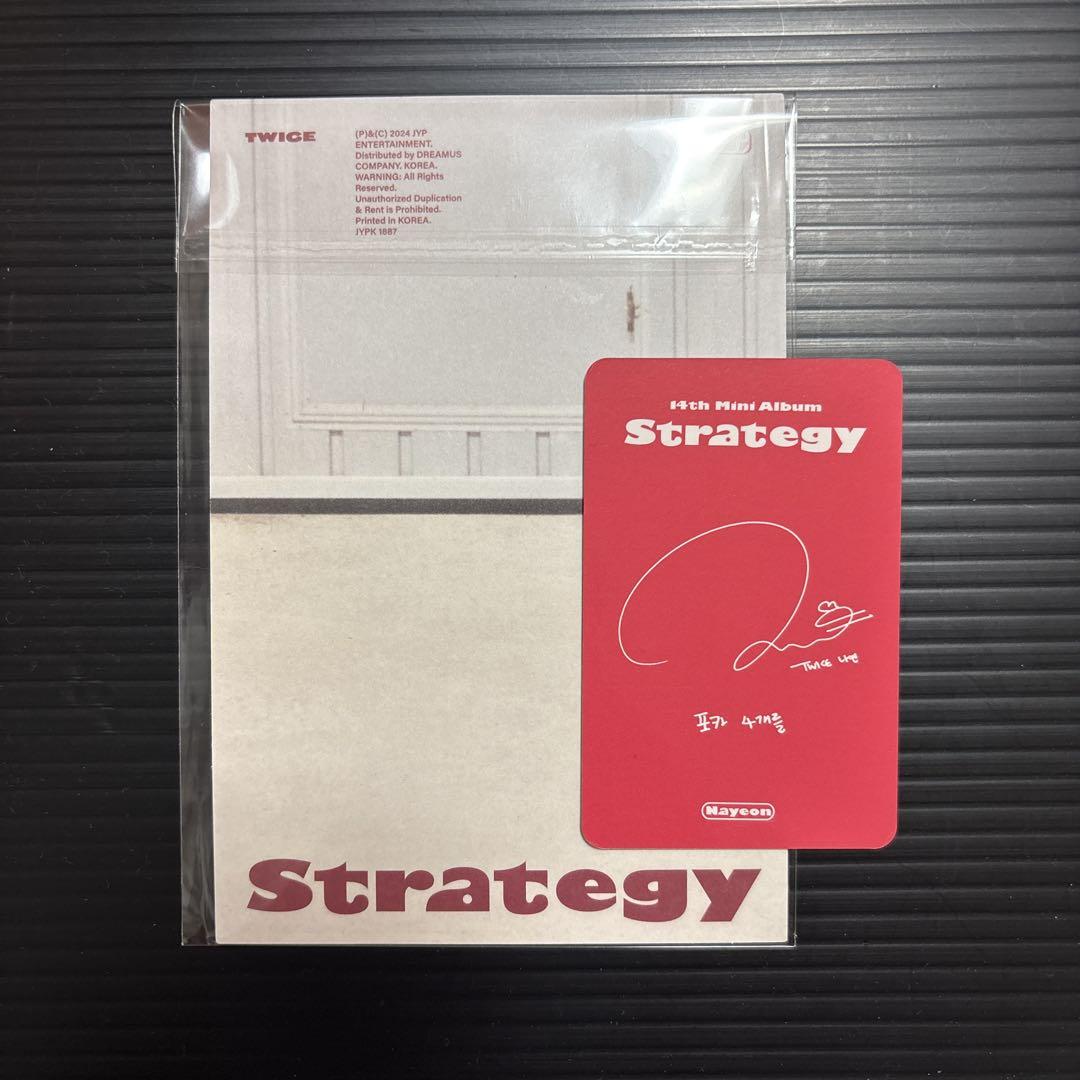 TWICE
(P)&(C) 2024 JYP
ENTERTAINMENT.
Distributed by DREAMUS
COMPANY. KOREA.
WARNING: All Rights
Reserved.
Unauthorized Duplication
& Rent is Prohibited.
Printed in KOREA.
JYPK 1887
14th Mini Album
Strategy
TWICE 나연
포카 4개를
Nayeon
Strategy